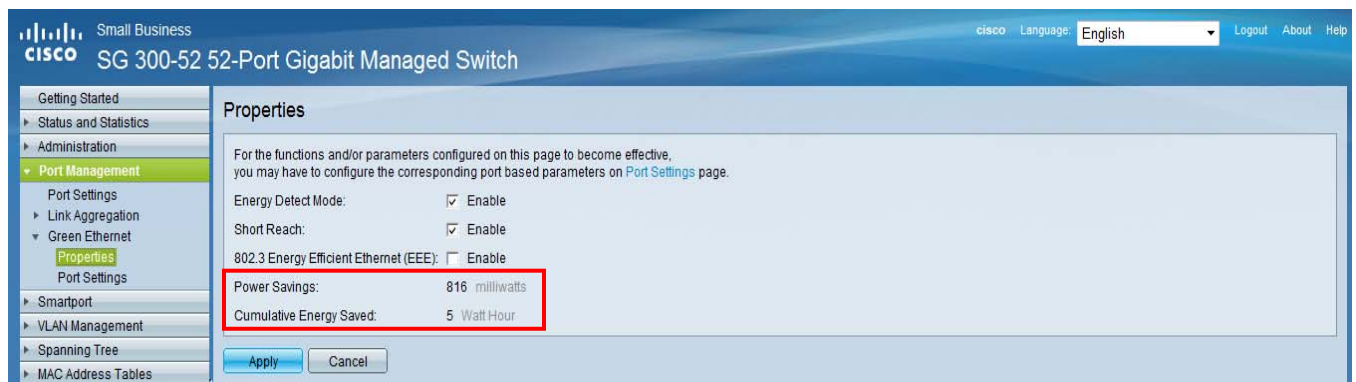 Small Business
cisco Language: English Logout About Help
CISCO SG 300-52 52-Port Gigabit Managed Switch
Getting Started
Status and Statistics
Administration
Port Management
Port Settings
Link Aggregation
Green Ethernet
Properties
Port Settings
Smartport
VLAN Management
Spanning Tree
MAC Address Tables
Properties
For the functions and/or parameters configured on this page to become effective,
you may have to configure the corresponding port based parameters on Port Settings page.
Energy Detect Mode: Enable
Short Reach: Enable
802.3 Energy Efficient Ethernet (EEE): Enable
Power Savings: 816 milliwatts
Cumulative Energy Saved: 5 Watt Hour
Apply Cancel